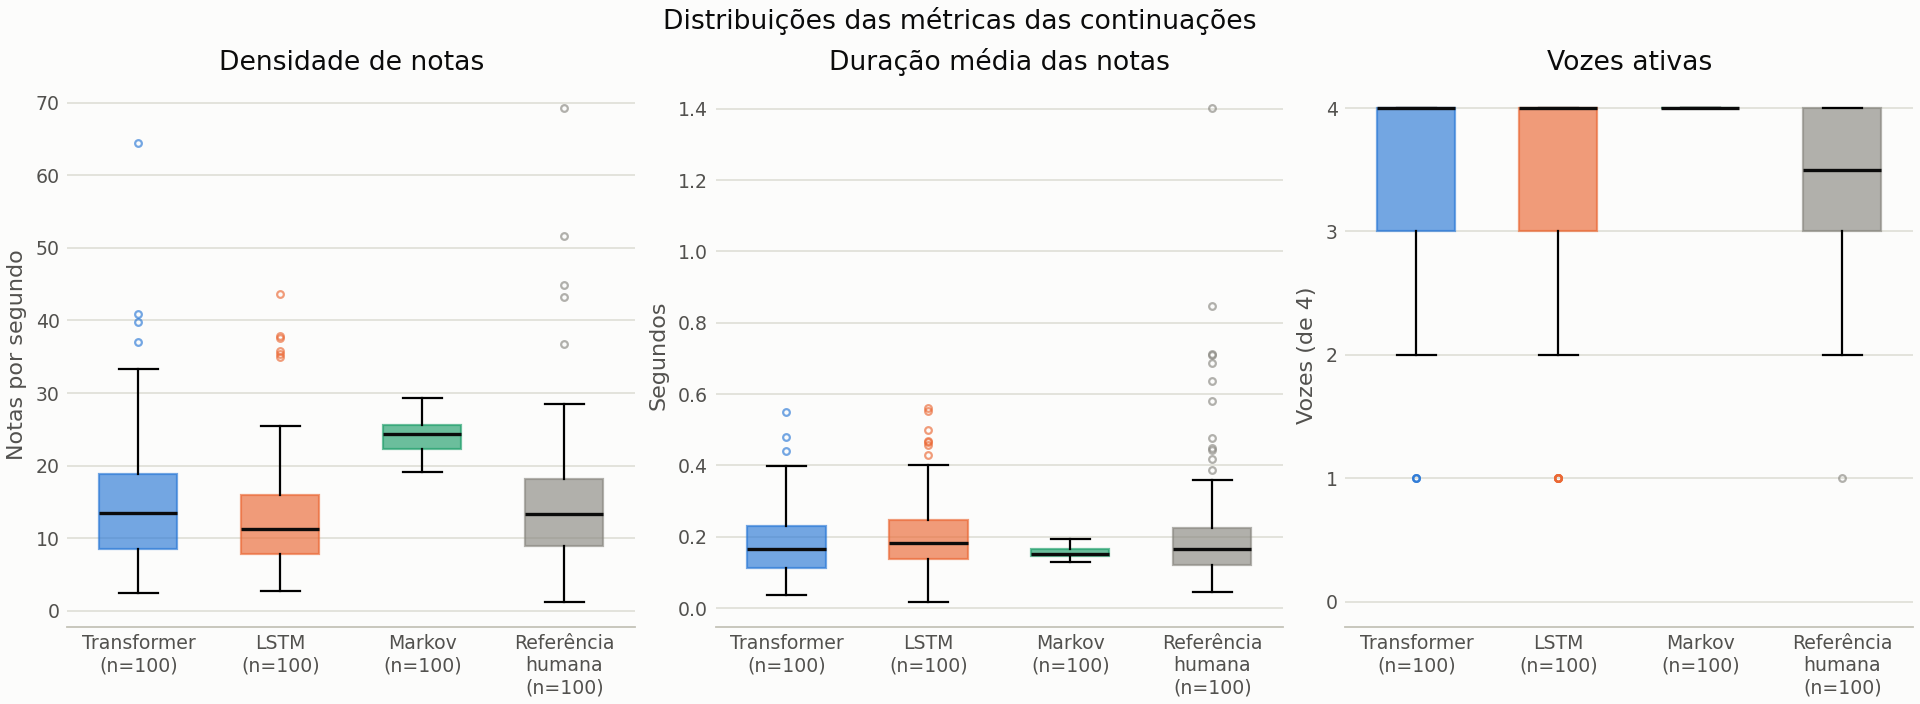 Distribuições das métricas das continuações
Densidade de notas
Notas por segundo
70
60
50
40
30
20
10
0
Transformer
(n=100)
LSTM
(n=100)
Markov
(n=100)
Referência
humana
(n=100)
Duração média das notas
Segundos
1.4
1.2
1.0
0.8
0.6
0.4
0.2
0.0
Transformer
(n=100)
LSTM
(n=100)
Markov
(n=100)
Referência
humana
(n=100)
Vozes ativas
Vozes (de 4)
4
3
2
1
0
Transformer
(n=100)
LSTM
(n=100)
Markov
(n=100)
Referência
humana
(n=100)